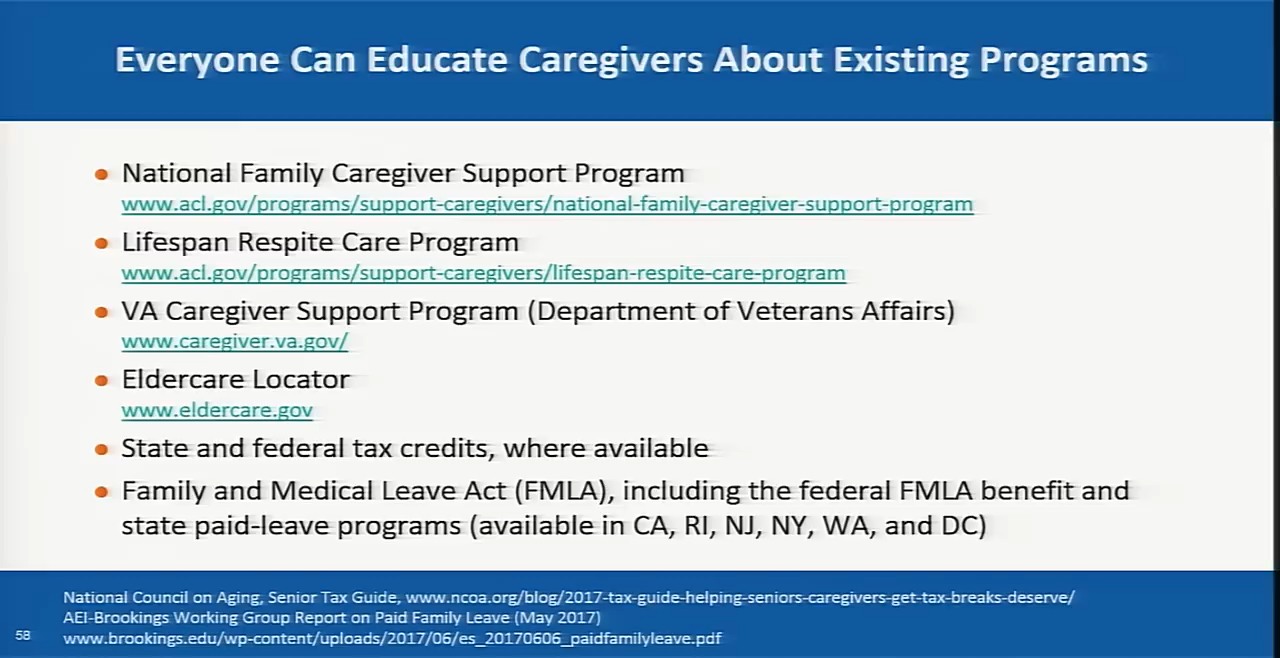 Everyone Can Educate Caregivers About Existing Programs
• National Family Caregiver Support Program
www.acl.gov/programs/support-caregivers/national-family-caregiver-support-program
• Lifespan Respite Care Program
www.acl.gov/programs/support-caregivers/lifespan-respite-care-program
• VA Caregiver Support Program (Department of Veterans Affairs)
www.caregiver.va.gov/
• Eldercare Locator
www.eldercare.gov
• State and federal tax credits, where available
• Family and Medical Leave Act (FMLA), including the federal FMLA benefit and
state paid-leave programs (available in CA, RI, NJ, NY, WA, and DC)
National Council on Aging, Senior Tax Guide, www.ncoa.org/blog/2017-tax-guide-helping-seniors-caregivers-get-tax-breaks-deserve/
AEI-Brookings Working Group Report on Paid Family Leave (May 2017)
58 www.brookings.edu/wp-content/uploads/2017/06/es_20170606_paidfamilyleave.pdf